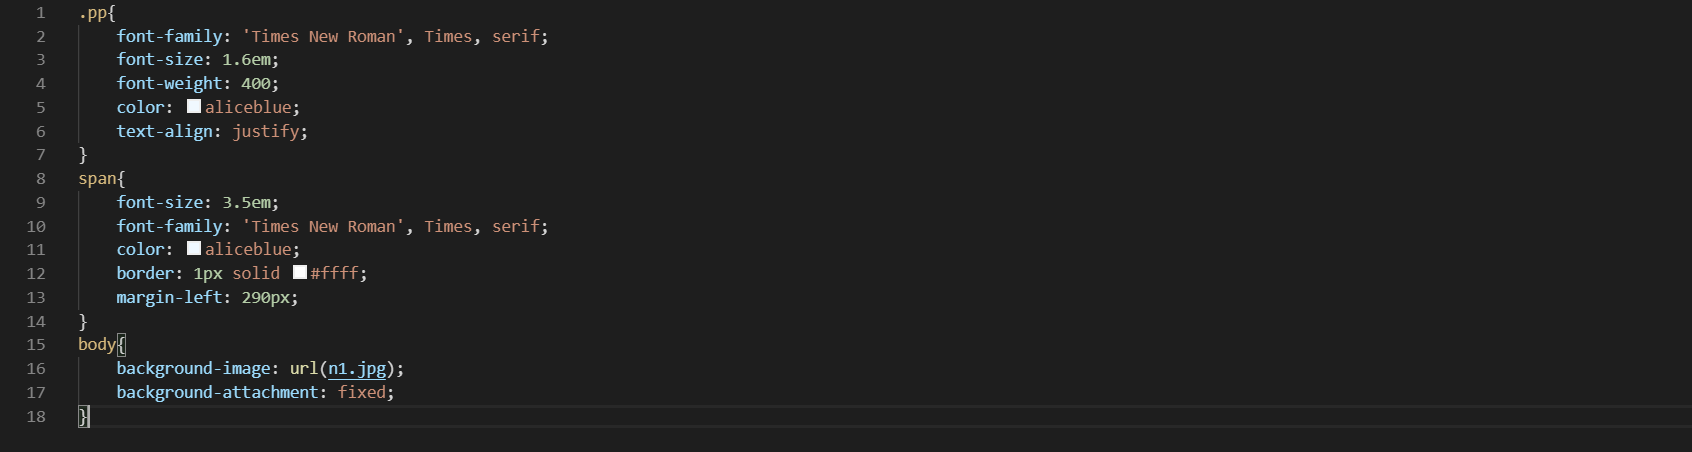 1 .pp{
2 font-family: 'Times New Roman', Times, serif;
3 font-size: 1.6em;
4 font-weight: 400;
5 color: aliceblue;
6 text-align: justify;
7 }
8 span{
9 font-size: 3.5em;
10 font-family: 'Times New Roman', Times, serif;
11 color: aliceblue;
12 border: 1px solid #ffff;
13 margin-left: 290px;
14 }
15 body{
16 background-image: url(n1.jpg);
17 background-attachment: fixed;
18 }